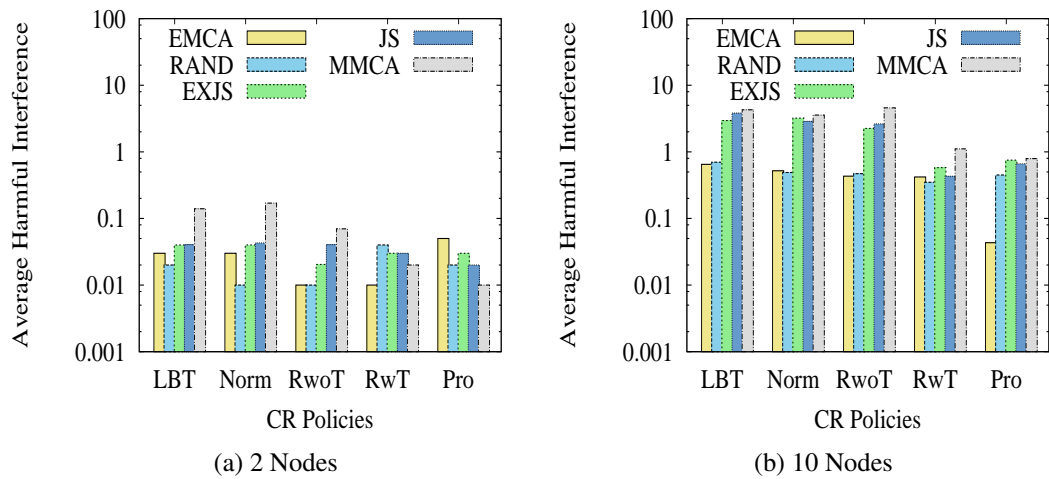 Average Harmful Interference
100
10
1
0.1
0.01
0.001
EMCA
RAND
EXJS
JS
MMCA
LBT Norm RwoT RwT Pro
CR Policies
(a) 2 Nodes
Average Harmful Interference
100
10
1
0.1
0.01
0.001
EMCA
RAND
EXJS
JS
MMCA
LBT Norm RwoT RwT Pro
CR Policies
(b) 10 Nodes